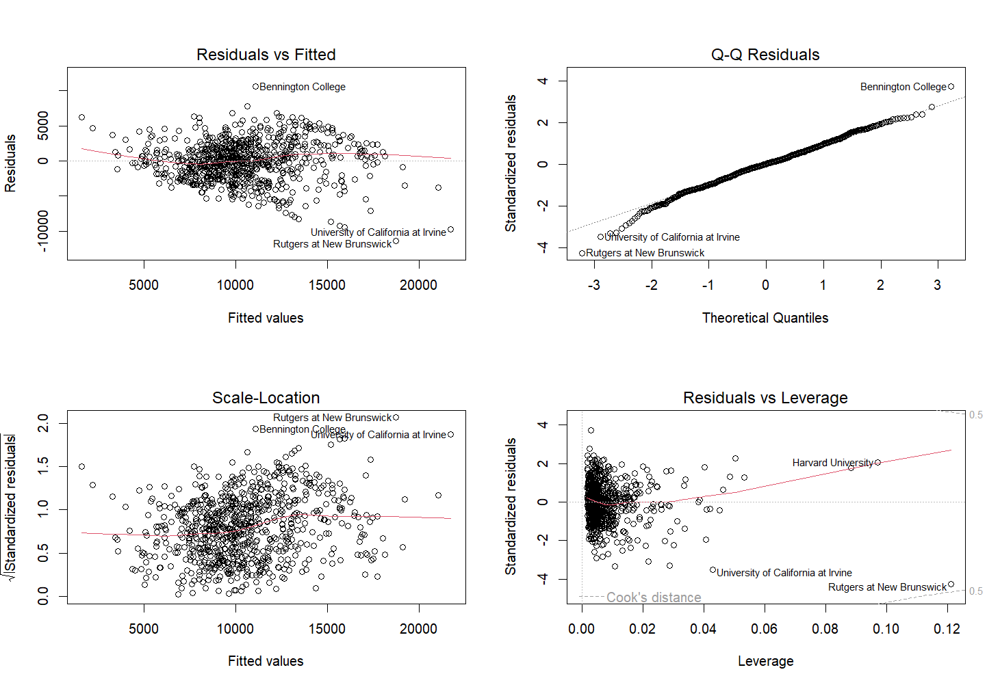 Residuals vs Fitted
Residuals
-10000
0
5000
Bennington College
University of California at Irvine
Rutgers at New Brunswick
5000
10000
15000
20000
Fitted values
Q-Q Residuals
Standardized residuals
-4
-2
0
2
4
Bennington College
University of California at Irvine
Rutgers at New Brunswick
-3
-2
-1
0
1
2
3
Theoretical Quantiles
Scale-Location
√|Standardized residuals|
0.0
0.5
1.0
1.5
2.0
Rutgers at New Brunswick
Bennington College
University of California at Irvine
5000
10000
15000
20000
Fitted values
Residuals vs Leverage
Standardized residuals
-4
-2
0
2
4
0.5
Harvard University
University of California at Irvine
Rutgers at New Brunswick
0.5
Cook's distance
0.00
0.02
0.04
0.06
0.08
0.10
0.12
Leverage